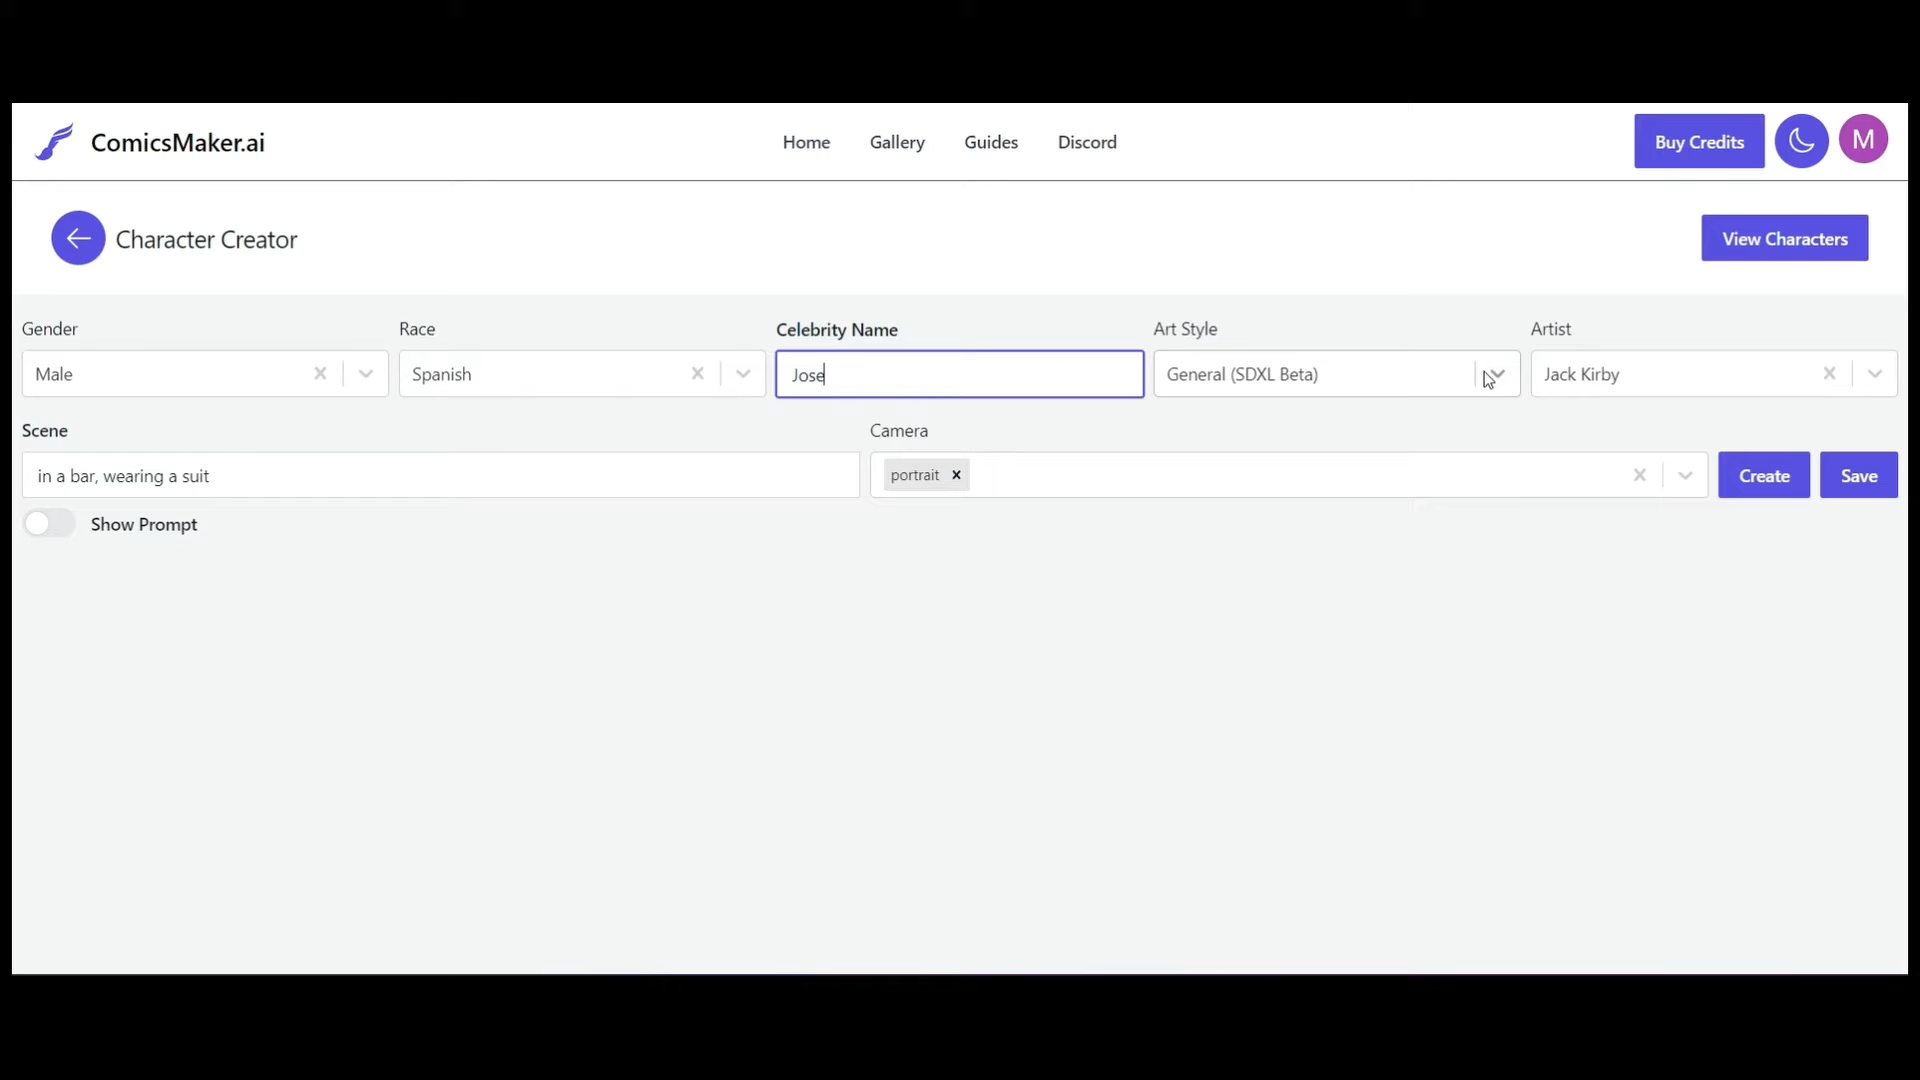 ComicsMaker.ai
Home Gallery Guides Discord
Buy Credits
M
Character Creator
View Characters
Gender Race Celebrity Name Art Style Artist
Male Spanish Jose General (SDXL Beta) Jack Kirby
Scene Camera
in a bar, wearing a suit portrait Create Save
Show Prompt